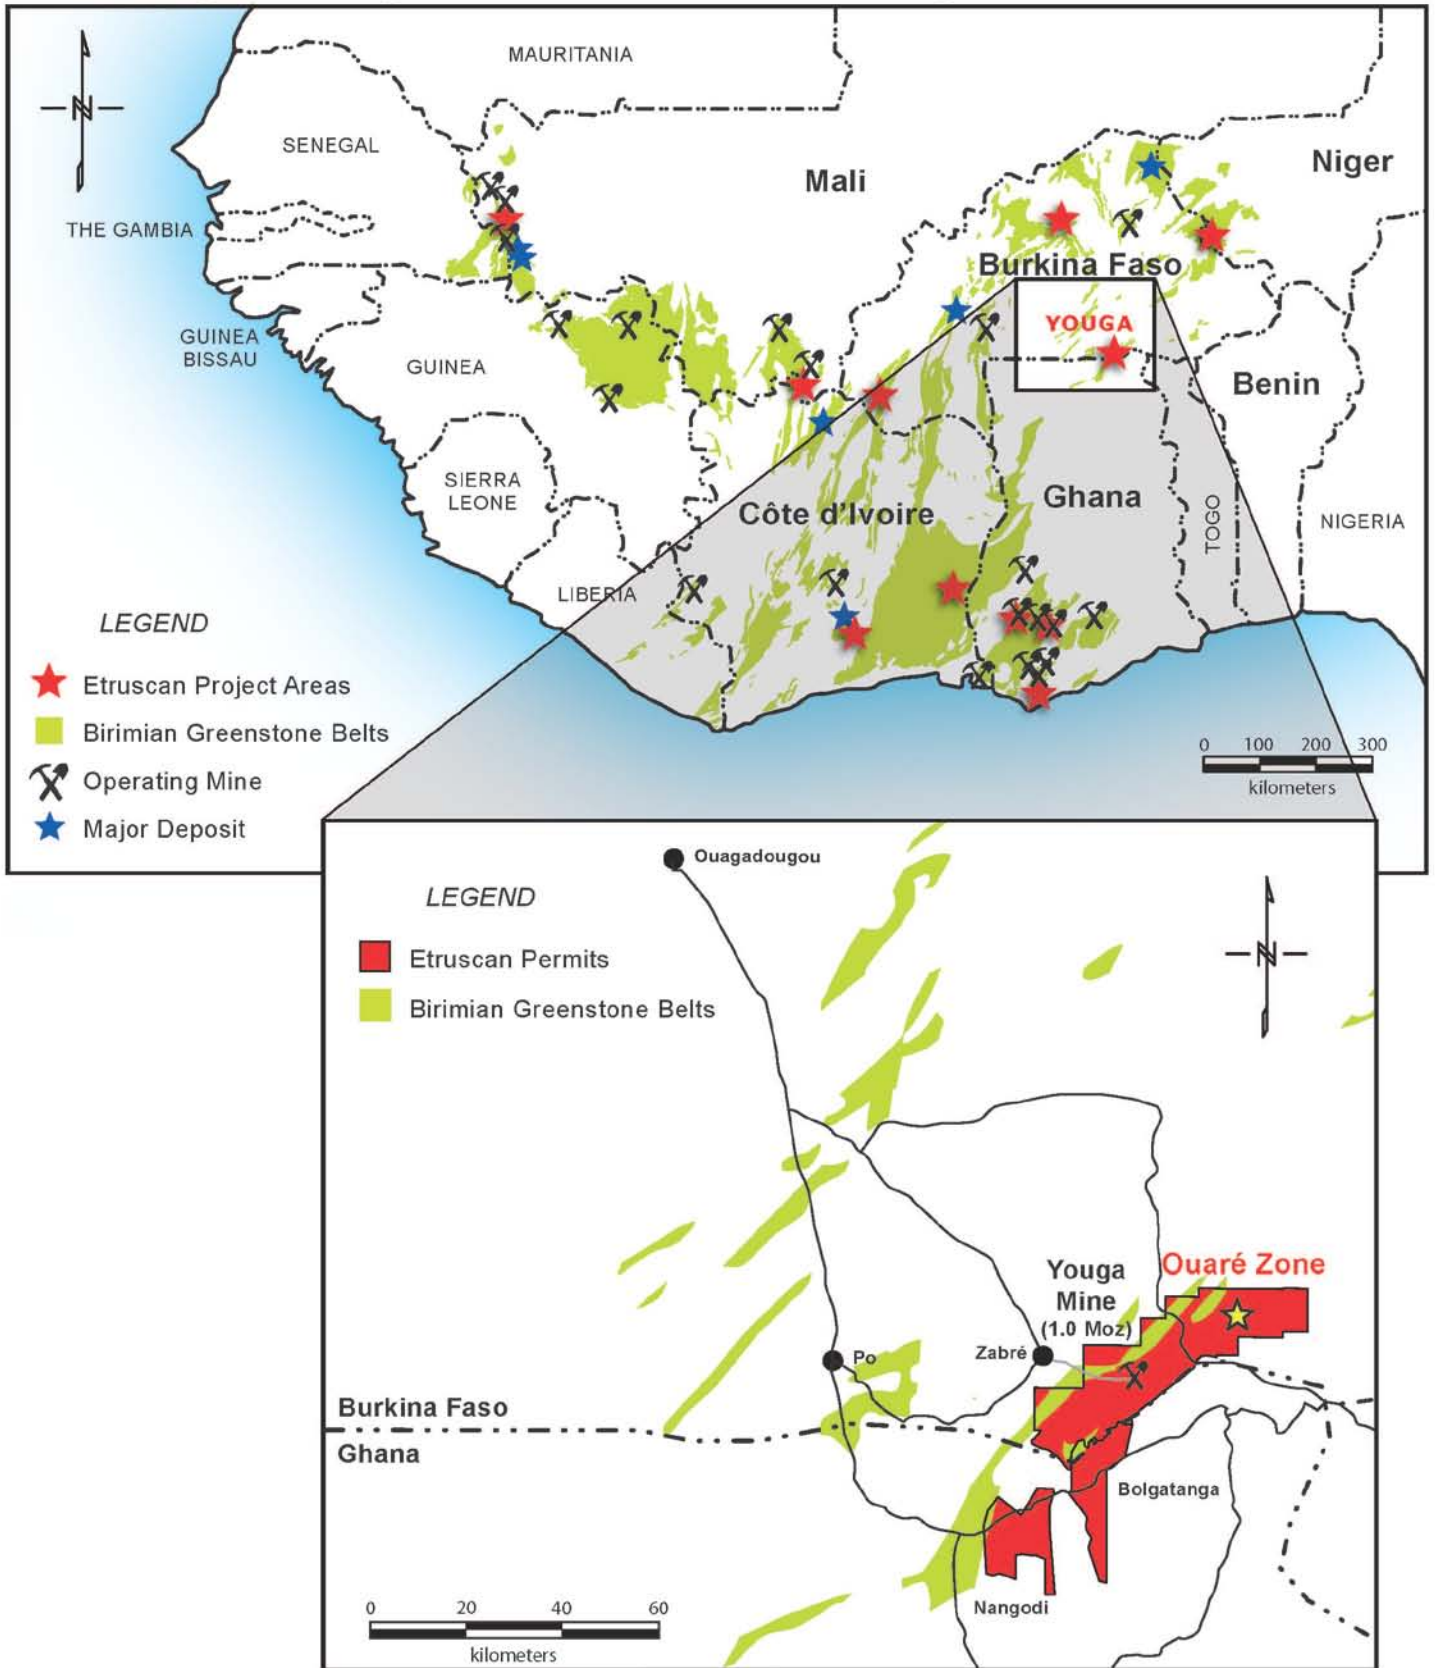 MAURITANIA
N
SENEGAL
Mali
Niger
THE GAMBIA
Burkina Faso
GUINEA
BISSAU
YOUGA
GUINEA
Benin
SIERRA
LEONE
Côte d'Ivoire
Ghana
TOGO
NIGERIA
LIBERIA
LEGEND
Etruscan Project Areas
Birimian Greenstone Belts
Operating Mine
Major Deposit
0 100 200 300
kilometers
Ouagadougou
LEGEND
Etruscan Permits
Birimian Greenstone Belts
N
Youga
Mine
(1.0 Moz)
Ouaré Zone
Zabré
Po
Burkina Faso
Ghana
Bolgatanga
Nangodi
0 20 40 60
kilometers